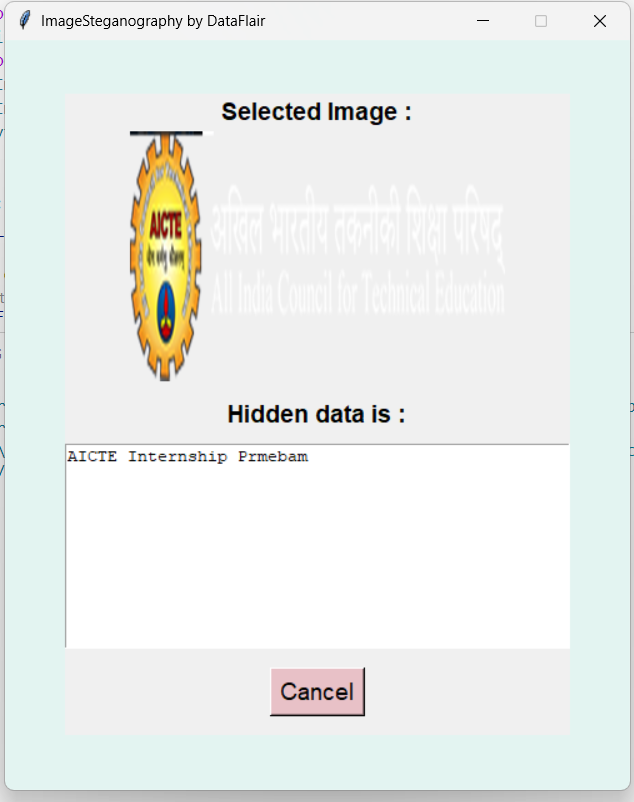 ImageSteganography by DataFlair
Selected Image :
AICTE
अखिल भारतीय तकनीकी शिक्षा परिषद्
All India Council for Technical Education
Hidden data is :
AICTE Internship Prmebam
Cancel